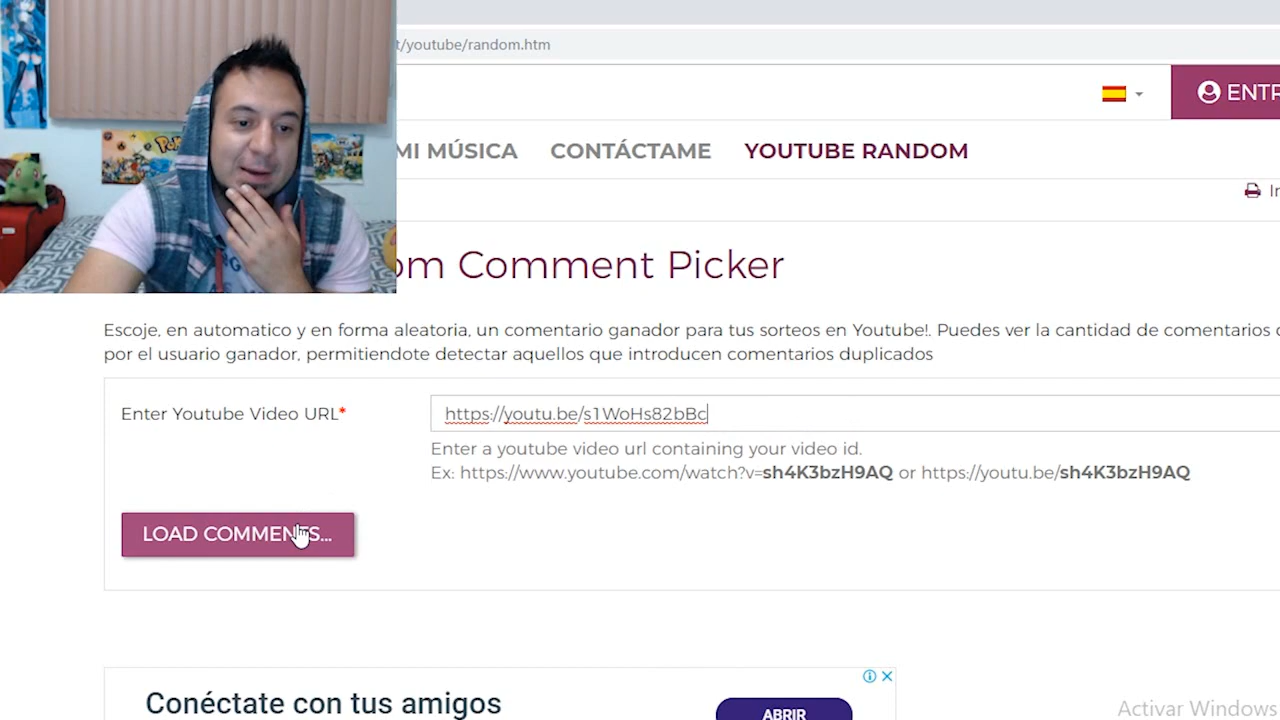 t/youtube/random.htm
ENTR
MI MÚSICA CONTÁCTAME YOUTUBE RANDOM
Po
om Comment Picker
Escoje, en automatico y en forma aleatoria, un comentario ganador para tus sorteos en Youtube!. Puedes ver la cantidad de comentarios
por el usuario ganador, permitiendote detectar aquellos que introducen comentarios duplicados
Enter Youtube Video URL*
https://youtu.be/s1WoHs82bBc
Enter a youtube video url containing your video id.
Ex: https://www.youtube.com/watch?v=sh4K3bzH9AQ or https://youtu.be/sh4K3bzH9AQ
LOAD COMMENTS...
Conéctate con tus amigos
ABRIR
Activar Windows